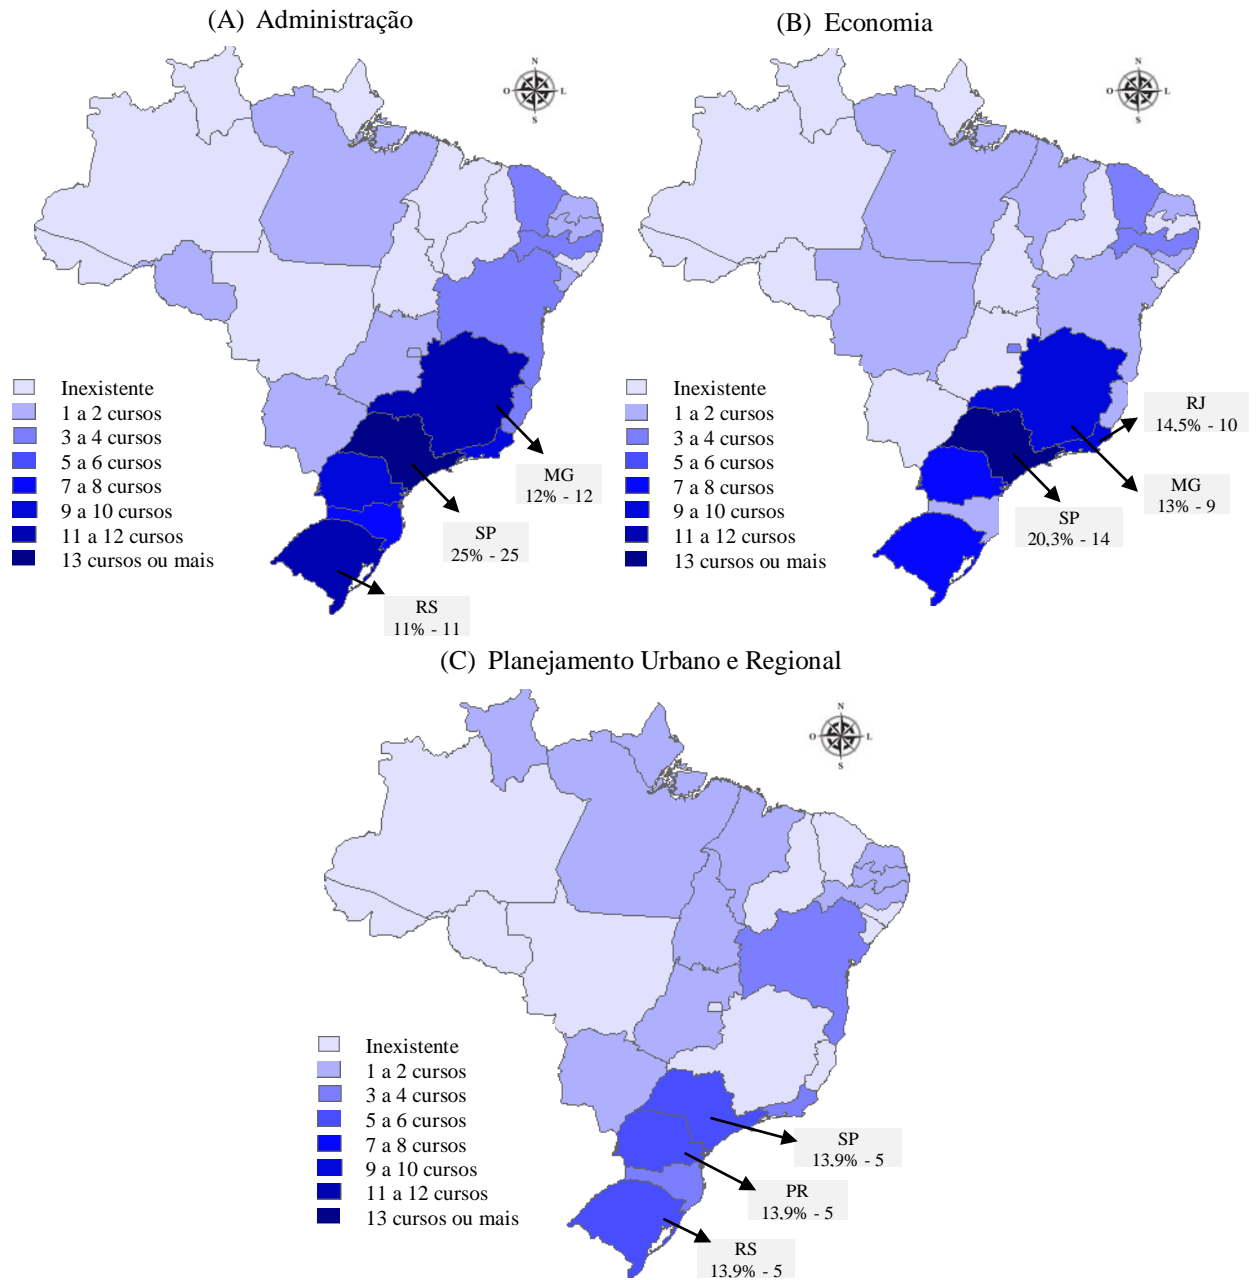 (A) Administração
N
O
L
S
Inexistente
1 a 2 cursos
3 a 4 cursos
5 a 6 cursos
7 a 8 cursos
9 a 10 cursos
11 a 12 cursos
13 cursos ou mais
MG
12% - 12
SP
25% - 25
RS
11% - 11
(B) Economia
N
O
L
S
Inexistente
1 a 2 cursos
3 a 4 cursos
5 a 6 cursos
7 a 8 cursos
9 a 10 cursos
11 a 12 cursos
13 cursos ou mais
RJ
14.5% - 10
MG
13% - 9
SP
20,3% - 14
(C) Planejamento Urbano e Regional
N
O
L
S
Inexistente
1 a 2 cursos
3 a 4 cursos
5 a 6 cursos
7 a 8 cursos
9 a 10 cursos
11 a 12 cursos
13 cursos ou mais
SP
13,9% - 5
PR
13,9% - 5
RS
13,9% - 5